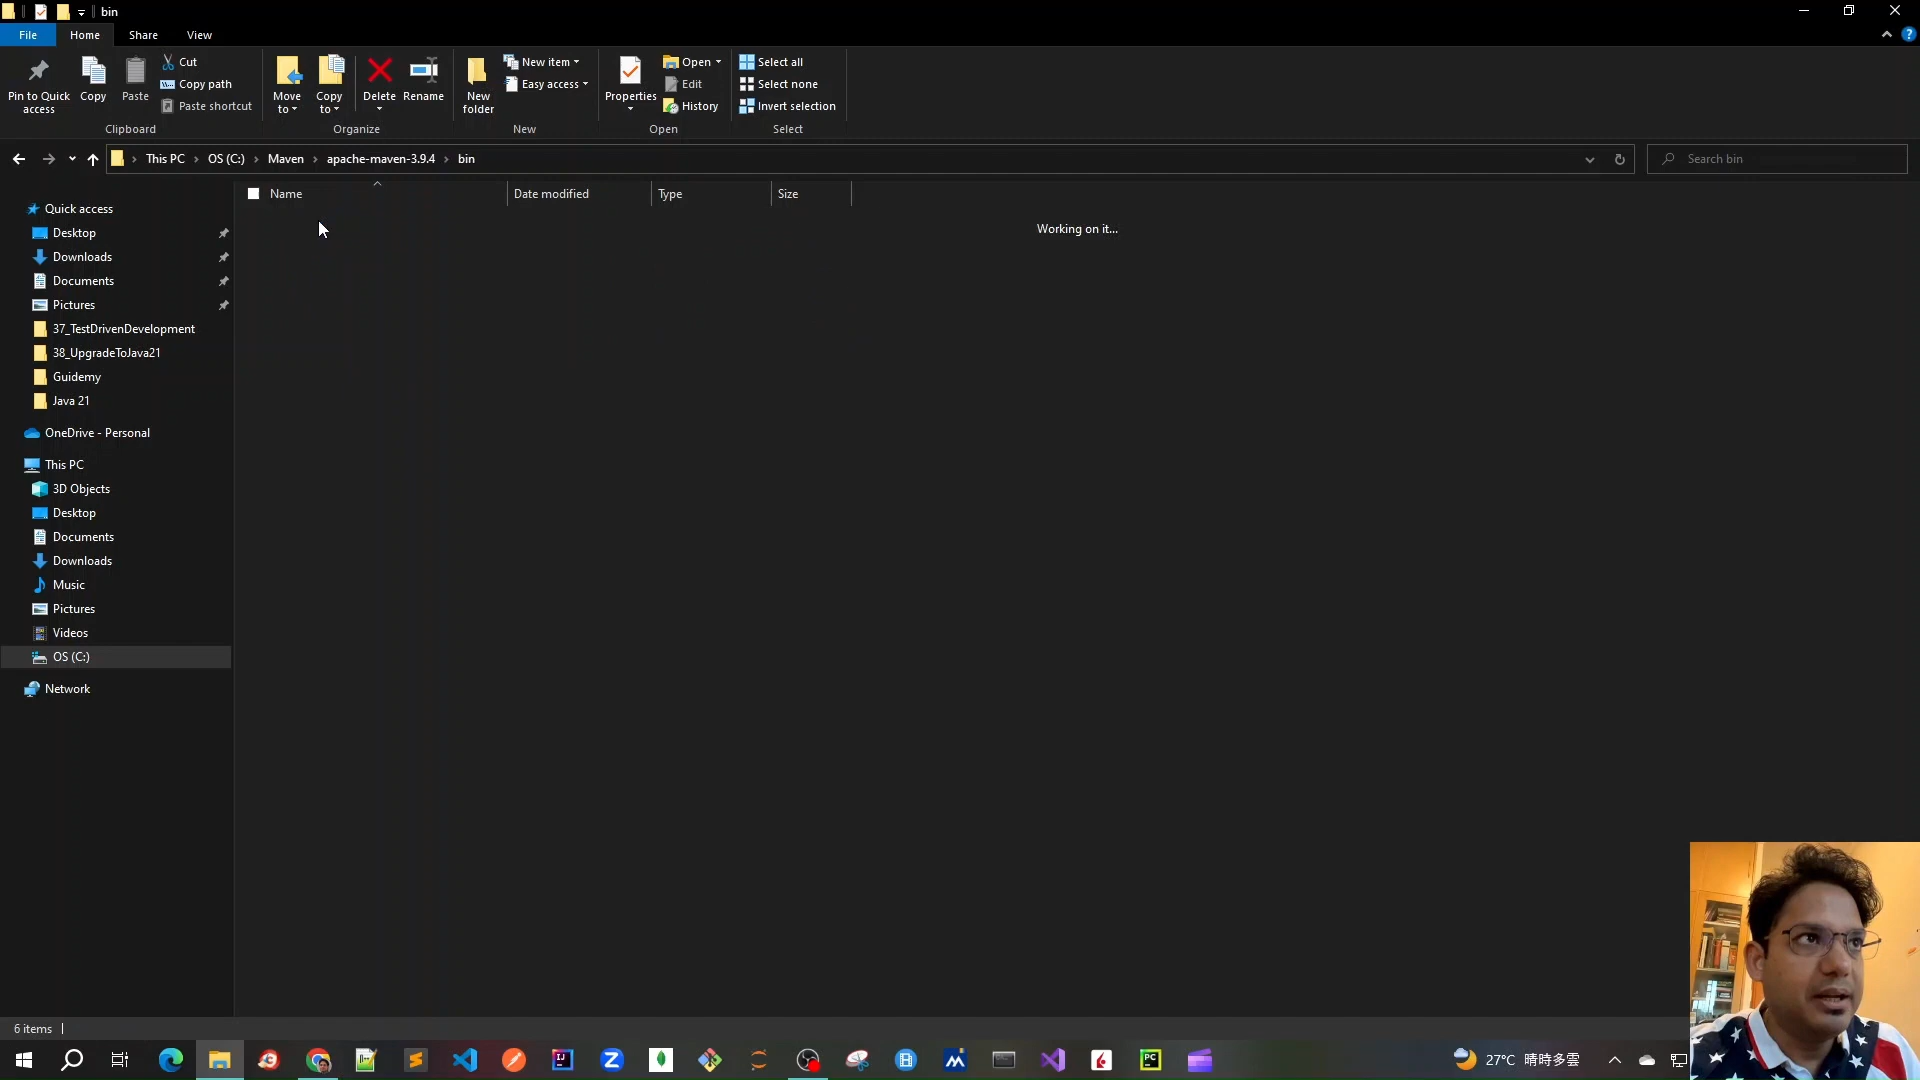 bin
File Home Share View
Pin to Quick access
Copy
Paste
Cut
Copy path
Paste shortcut
Clipboard
Move to
Copy to
Delete
Rename
Organize
New folder
New item
Easy access
New
Properties
Open
Edit
History
Open
Select all
Select none
Invert selection
Select
This PC > OS (C:) > Maven > apache-maven-3.9.4 > bin
Search bin
Name Date modified Type Size
Working on it...
Quick access
Desktop
Downloads
Documents
Pictures
37_TestDrivenDevelopment
38_UpgradeToJava21
Guidemy
Java 21
OneDrive - Personal
This PC
3D Objects
Desktop
Documents
Downloads
Music
Pictures
Videos
OS (C:)
Network
6 items
27°C 晴時多雲